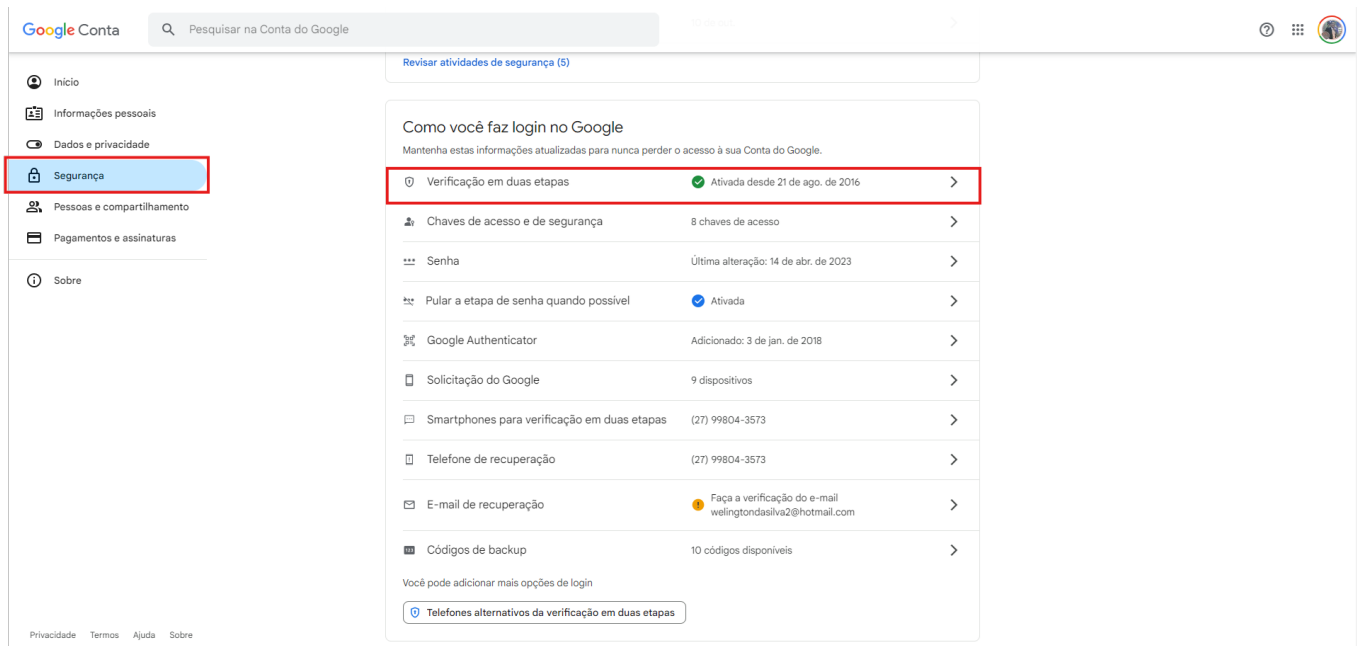 Google Conta
Pesquisar na Conta do Google
Revisar atividades de segurança (5)
Início
Informações pessoais
Dados e privacidade
Segurança
Pessoas e compartilhamento
Pagamentos e assinaturas
Sobre
Como você faz login no Google
Mantenha estas informações atualizadas para nunca perder o acesso à sua Conta do Google.
Verificação em duas etapas Ativada desde 21 de ago. de 2016
Chaves de acesso e de segurança 8 chaves de acesso
Senha Última alteração: 14 de abr. de 2023
Pular a etapa de senha quando possível Ativada
Google Authenticator Adicionado: 3 de jan. de 2018
Solicitação do Google 9 dispositivos
Smartphones para verificação em duas etapas (27) 99804-3573
Telefone de recuperação (27) 99804-3573
E-mail de recuperação Faça a verificação do e-mail
welingtondasilva2@hotmail.com
Códigos de backup 10 códigos disponíveis
Você pode adicionar mais opções de login
Telefones alternativos da verificação em duas etapas
Privacidade Termos Ajuda Sobre